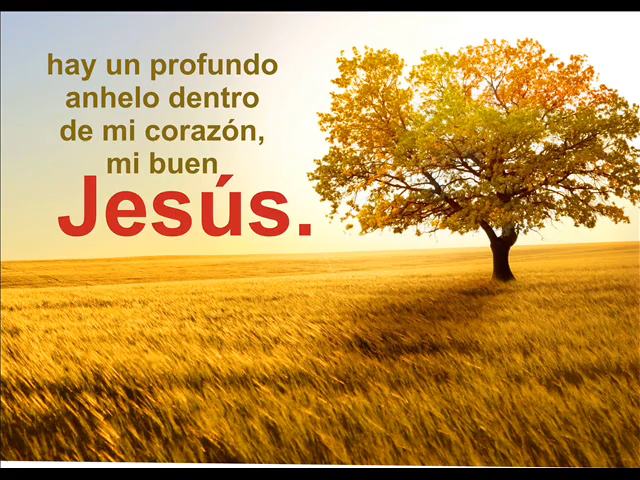 hay un profundo
anhelo dentro
de mi corazón,
mi buen
Jesús.